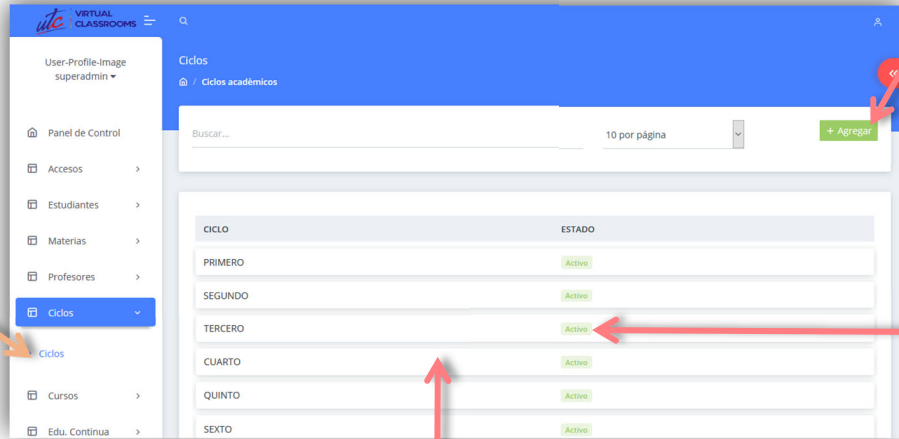 utc VIRTUAL CLASSROOMS
User-Profile-Image
superadmin
Panel de Control
Accesos
Estudiantes
Materias
Profesores
Ciclos
Ciclos
Cursos
Edu. Continua
Ciclos
/ Ciclos acadèmicos
Buscar...
10 por página
+ Agregar
CICLO ESTADO
PRIMERO Activo
SEGUNDO Activo
TERCERO Activo
CUARTO Activo
QUINTO Activo
SEXTO Activo